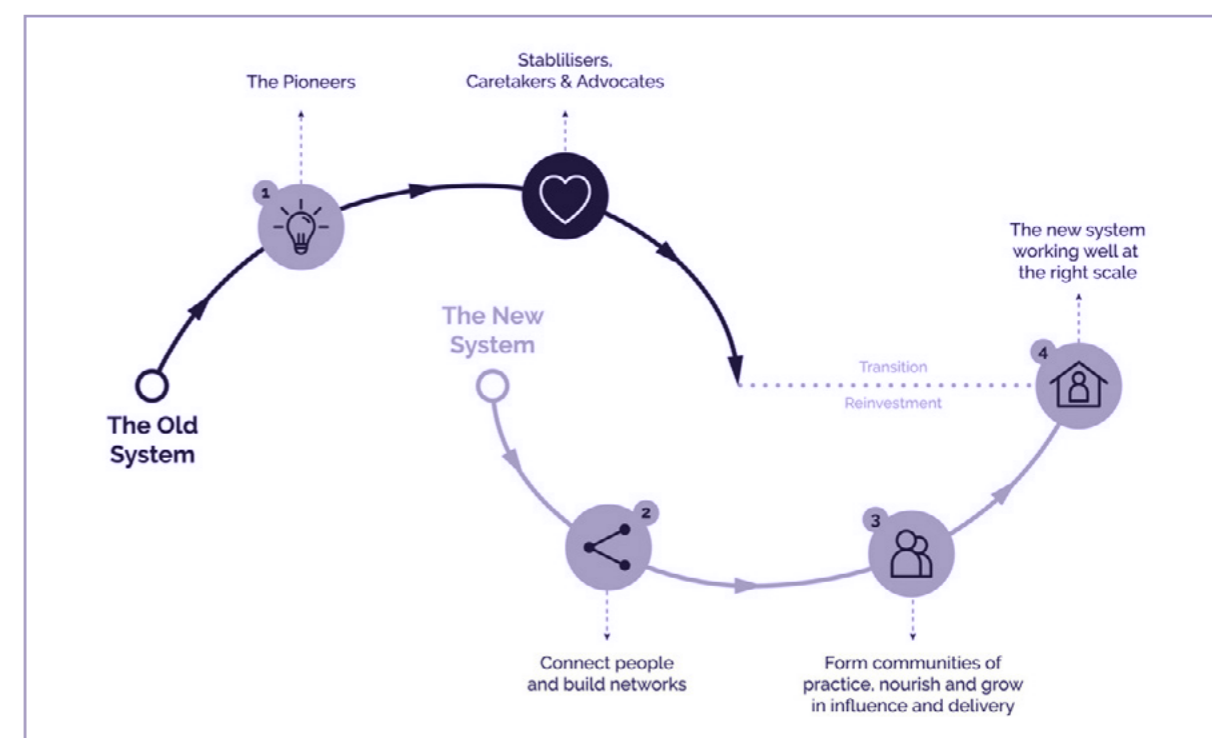 The Pioneers
Stablilisers,
Caretakers & Advocates
1
The Old
System
The New
System
The new system
working well at
the right scale
Transition
Reinvestment
4
2
3
Connect people
and build networks
Form communities of
practice, nourish and grow
in influence and delivery